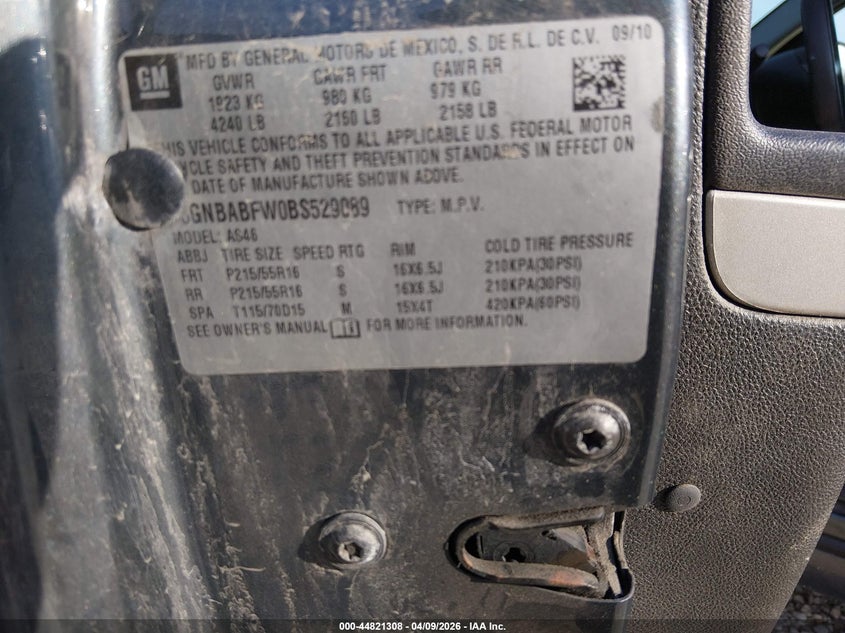 GM
MFD BY GENERAL MOTORS DE MEXICO, S. DE R.L. DE C.V. 09/10
GVWR GAWR FRT GAWR RR
1923 KG 980 KG 979 KG
4240 LB 2160 LB 2158 LB
THIS VEHICLE CONFORMS TO ALL APPLICABLE U.S. FEDERAL MOTOR
SAFETY AND THEFT PREVENTION STANDARDS IN EFFECT ON
DATE OF MANUFACTURE SHOWN ABOVE.
GNBABFW0BS529089 TYPE: M.P.V.
MODEL: AS46
ABBJ TIRE SIZE SPEED RTG RIM COLD TIRE PRESSURE
FRT P215/55R16 S 16X6.5J 210KPA(30PSI)
RR P215/55R16 S 16X6.5J 210KPA(30PSI)
SPA T115/70D15 M 15X4T 420KPA(60PSI)
SEE OWNER'S MANUAL FOR MORE INFORMATION.
000-44821308 | 04/09/2026 | IAA Inc.